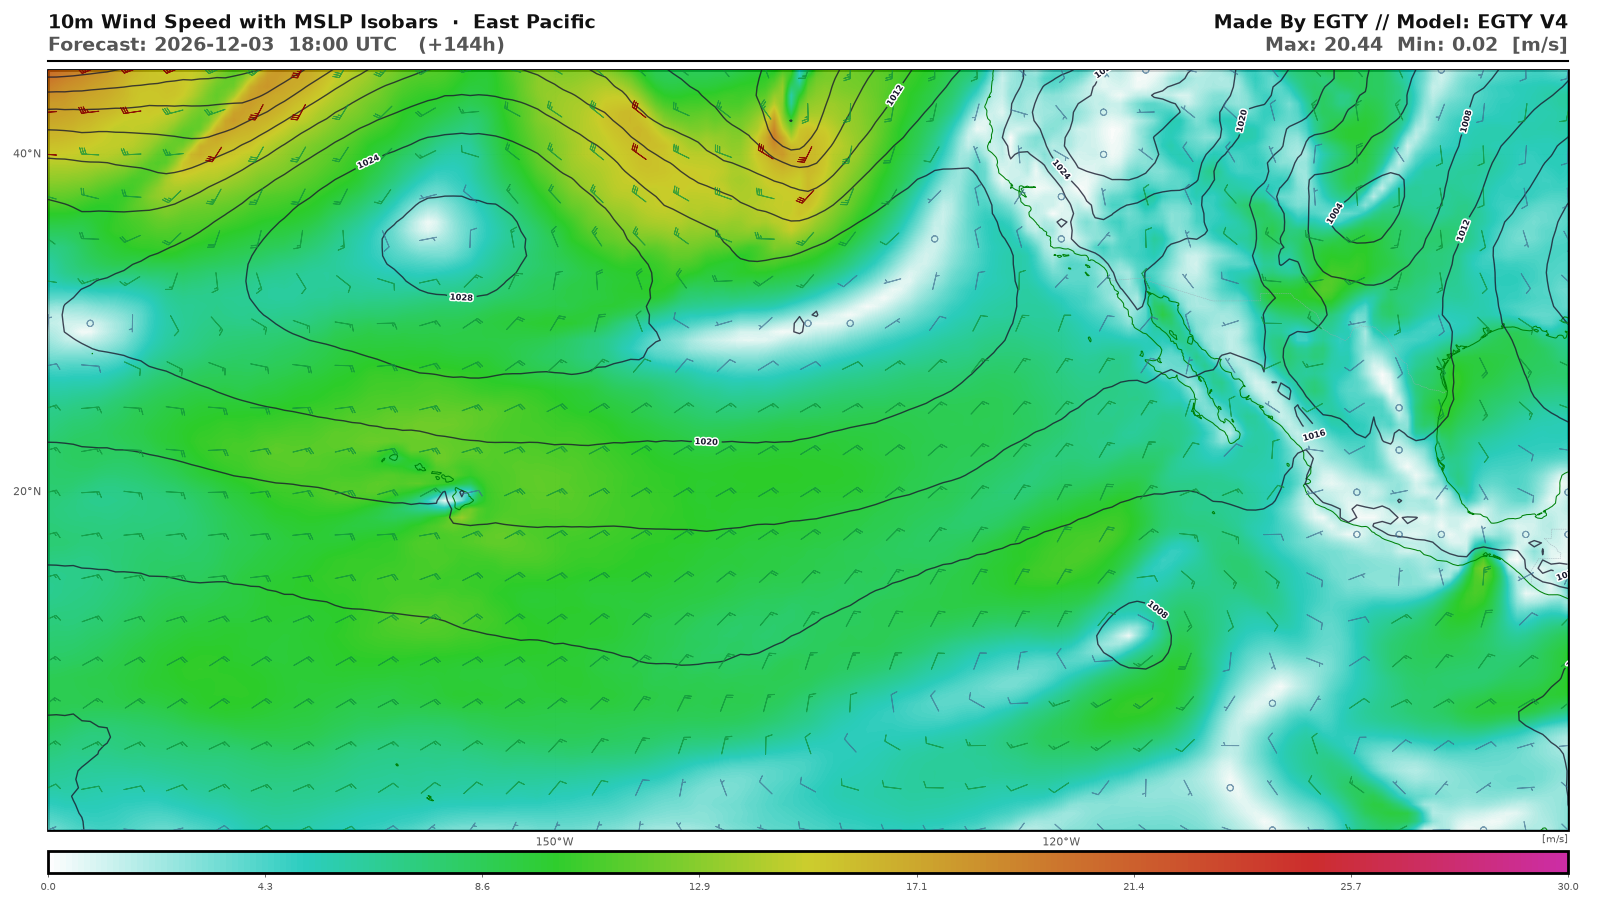 10m Wind Speed with MSLP Isobars · East Pacific
Made By EGTY // Model: EGTY V4
Forecast: 2026-12-03 18:00 UTC (+144h)
Max: 20.44 Min: 0.02 [m/s]
1012
1020
1008
40°N
1024
1024
1004
1012
1028
1016
1020
20°N
1008
150°W
120°W
[m/s]
0.0
4.3
8.6
12.9
17.1
21.4
25.7
30.0